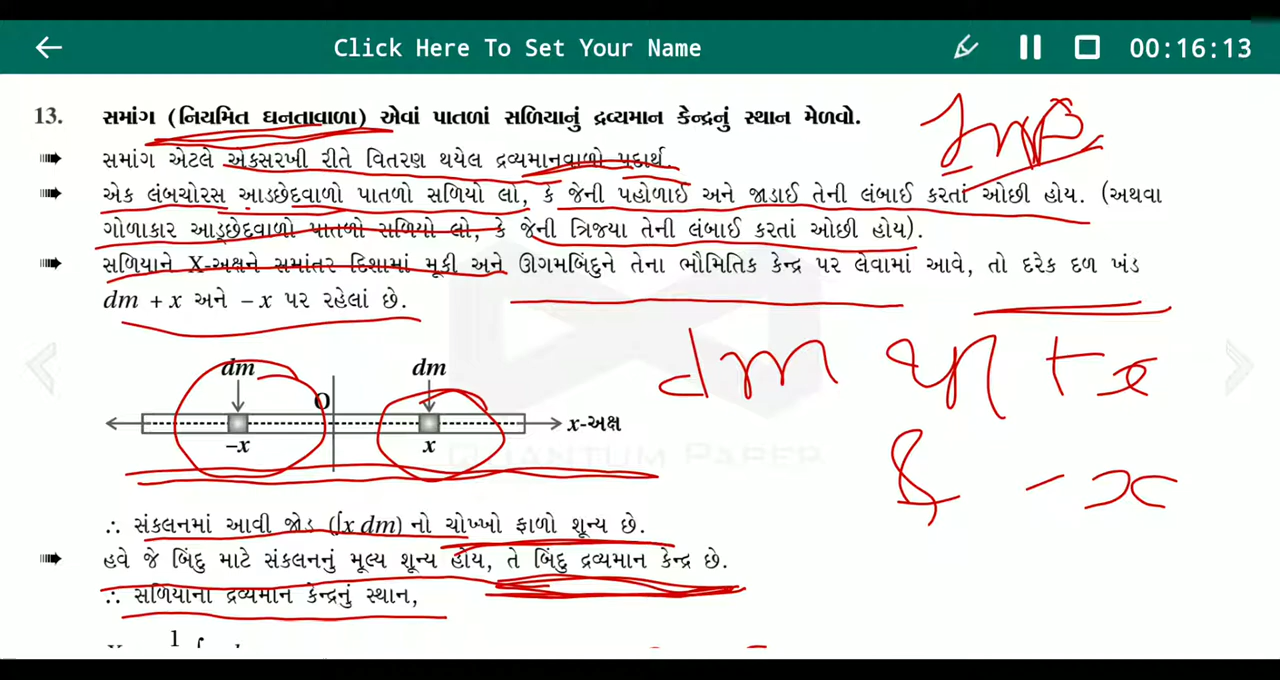 Click Here To Set Your Name
00:16:13
13. સમાંગ (નિયમિત ઘનતાવાળા) એવાં પાતળાં સળિયાનું દ્રવ્યમાન કેન્દ્રનું સ્થાન મેળવો.
Imp
સમાંગ એટલે એકસરખી રીતે વિતરણ થયેલ દ્રવ્યમાનવાળો પદાર્થ.
એક લંબચોરસ આડછેદવાળો પાતળો સળિયો લો, કે જેની પહોળાઈ અને જાડાઈ તેની લંબાઈ કરતાં ઓછી હોય. (અથવા
ગોળાકાર આડ્છેદવાળો પાતળો સળિયો લો, કે જેની ત્રિજ્યા તેની લંબાઈ કરતાં ઓછી હોય).
સળિયાને X-અક્ષને સમાંતર દિશામાં મૂકી અને ઊગમબિંદુને તેના ભૌમિતિક કેન્દ્ર પર લેવામાં આવે, તો દરેક દળ ખંડ
dm + x અને – x પર રહેલાં છે.
dm dm
O
x-અક્ષ
–x x
dm +x
& -x
QUANTUM PAPER
∴ સંકલનમાં આવી જોડ (∫x dm) નો ચોખ્ખો ફાળો શૂન્ય છે.
હવે જે બિંદુ માટે સંકલનનું મૂલ્ય શૂન્ય હોય, તે બિંદુ દ્રવ્યમાન કેન્દ્ર છે.
∴ સળિયાના દ્રવ્યમાન કેન્દ્રનું સ્થાન,